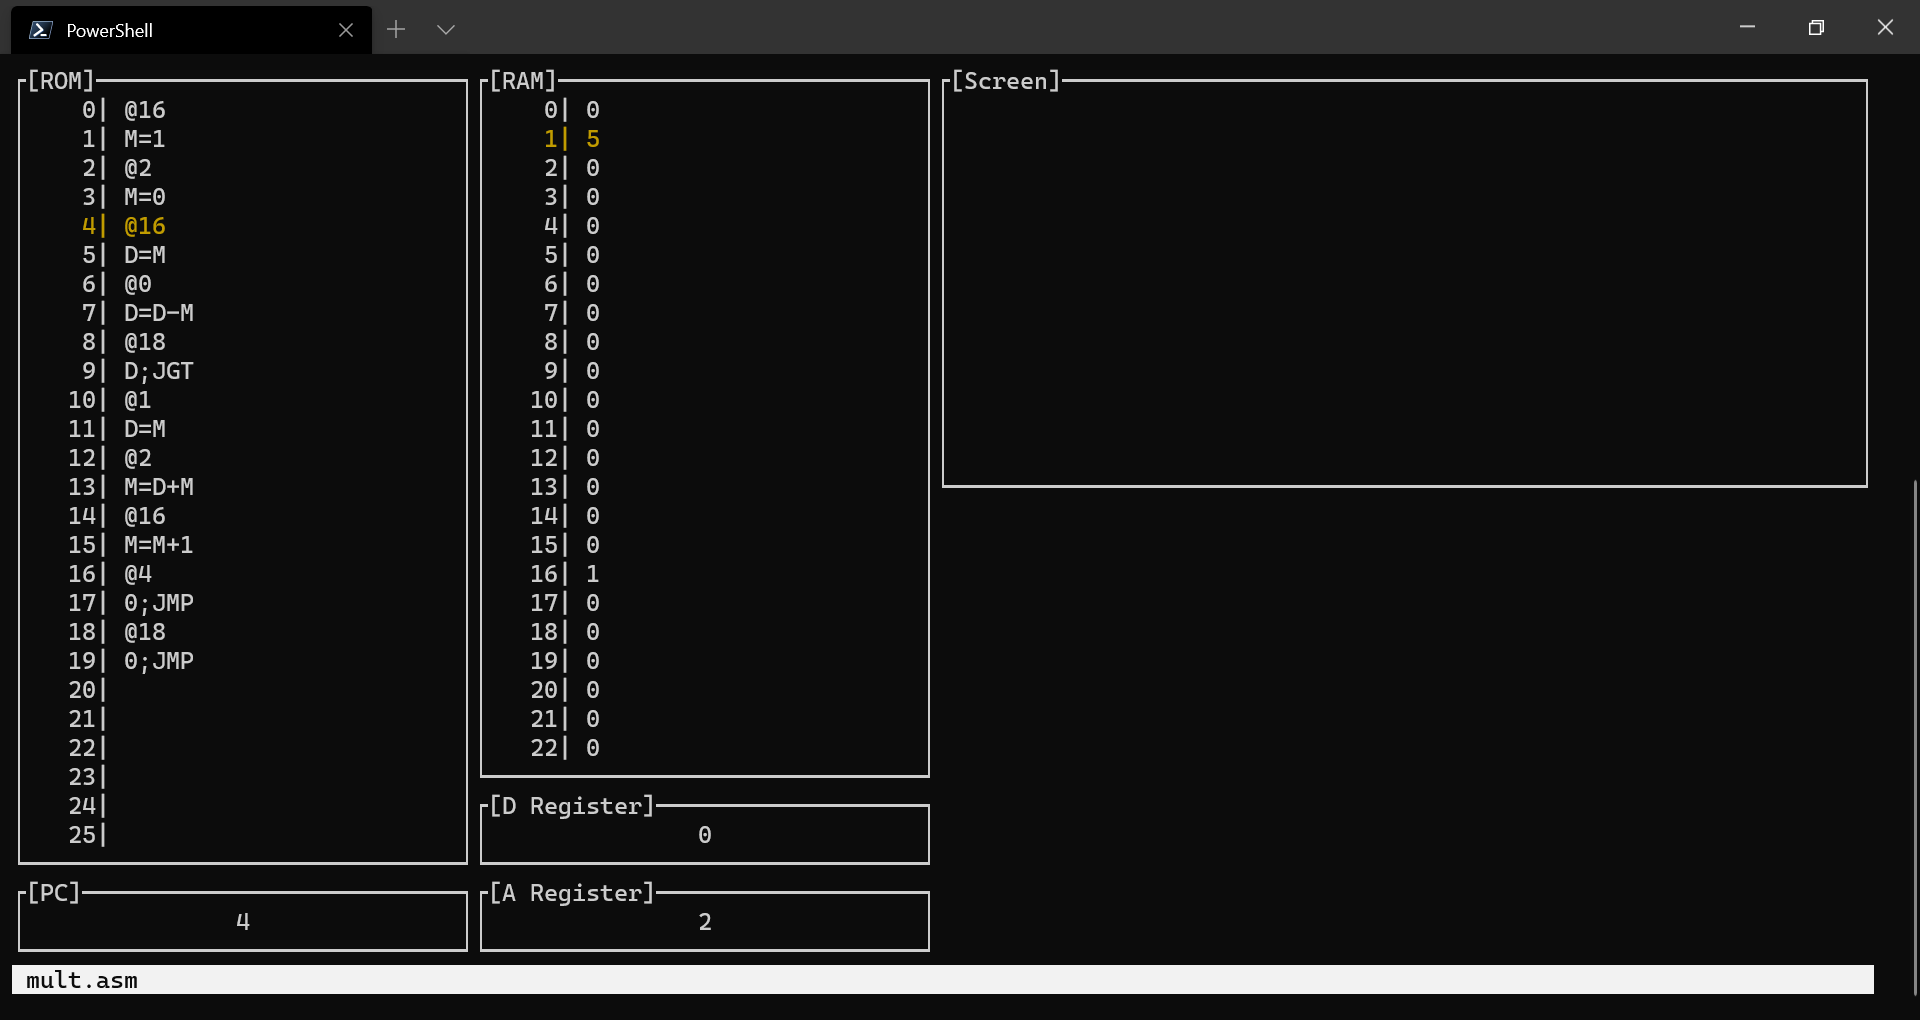 PowerShell
[ROM]
0| @16
1| M=1
2| @2
3| M=0
4| @16
5| D=M
6| @0
7| D=D-M
8| @18
9| D;JGT
10| @1
11| D=M
12| @2
13| M=D+M
14| @16
15| M=M+1
16| @4
17| 0;JMP
18| @18
19| 0;JMP
20|
21|
22|
23|
24|
25|
[PC]
4
[RAM]
0| 0
1| 5
2| 0
3| 0
4| 0
5| 0
6| 0
7| 0
8| 0
9| 0
10| 0
11| 0
12| 0
13| 0
14| 0
15| 0
16| 1
17| 0
18| 0
19| 0
20| 0
21| 0
22| 0
[D Register]
0
[A Register]
2
[Screen]
mult.asm